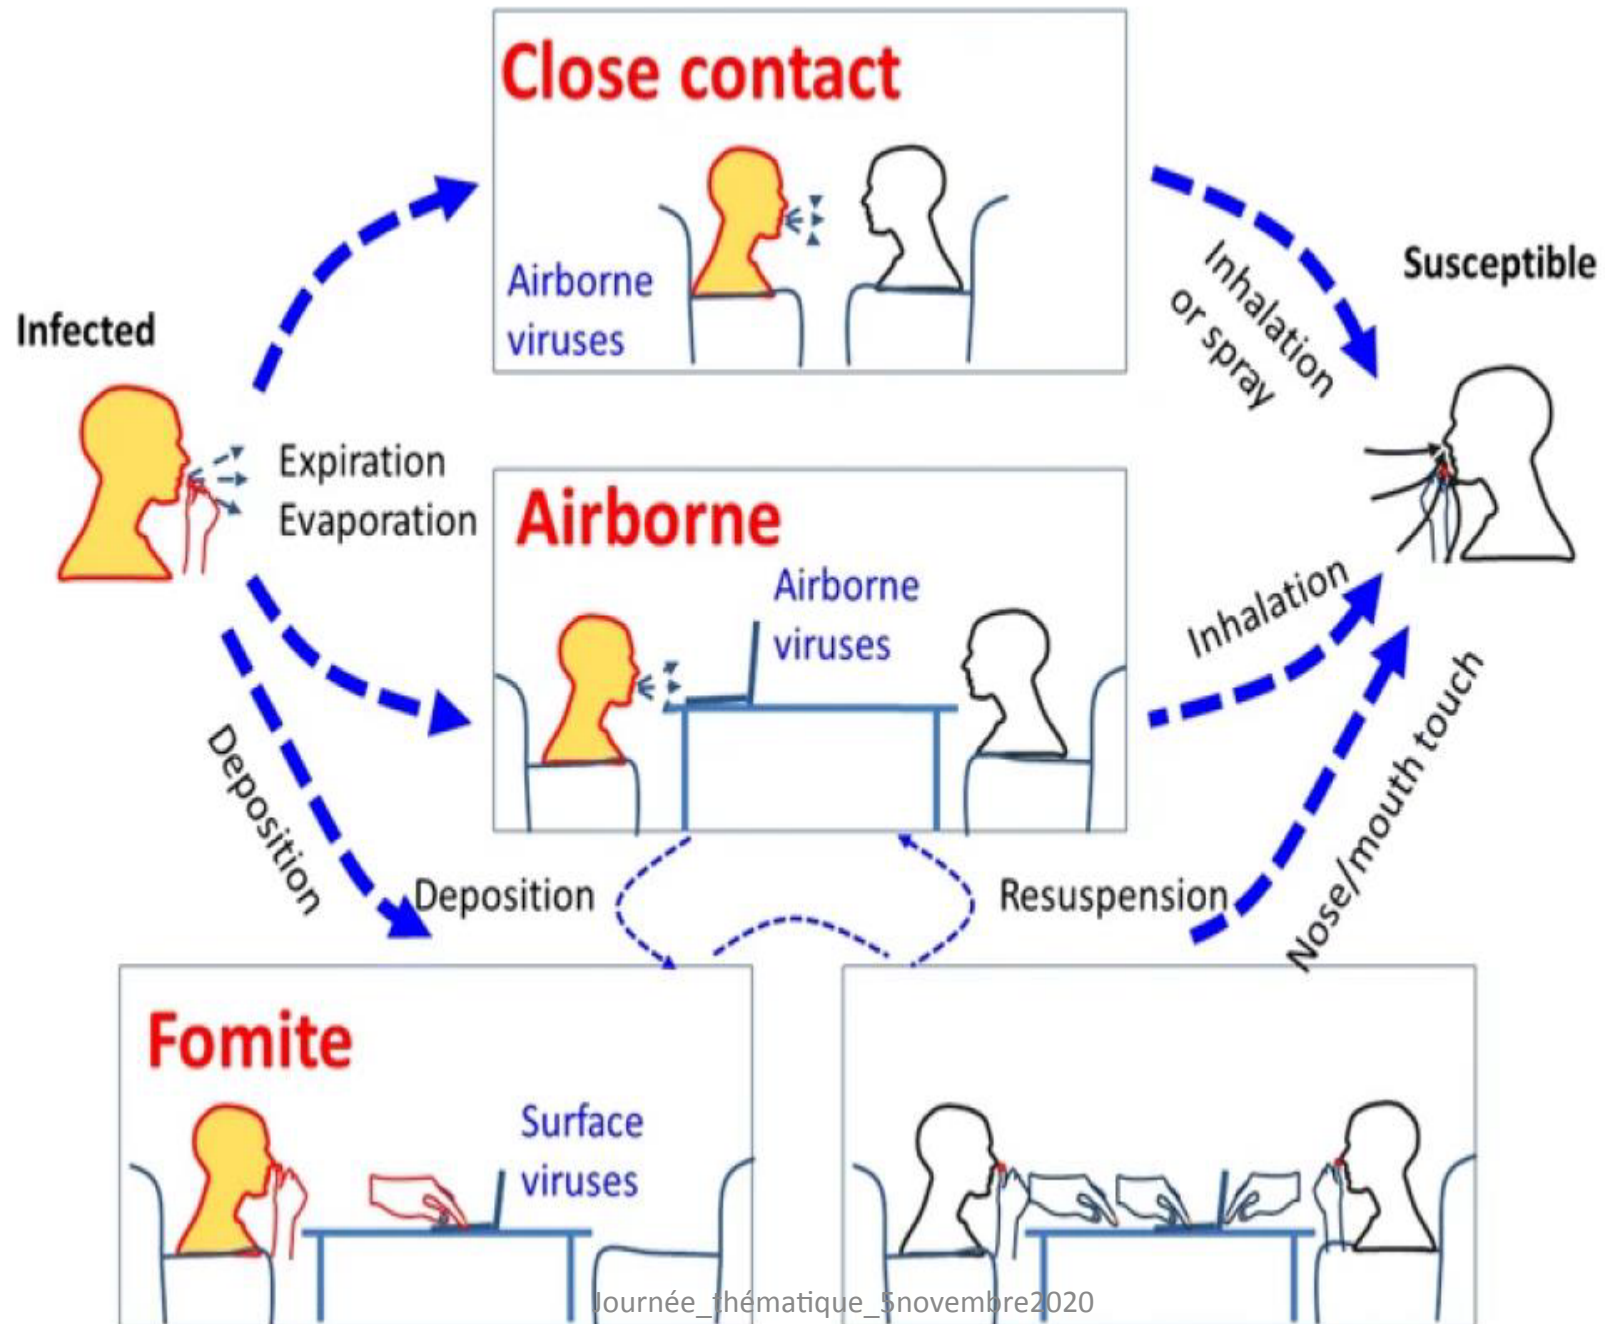 Close contact
Airborne
viruses
Inhalation
or spray
Susceptible
Infected
Expiration
Evaporation
Airborne
Airborne
viruses
Inhalation
Deposition
Deposition
Resuspension
Nose/mouth touch
Fomite
Surface
viruses
Journée_thématique_5novembre2020